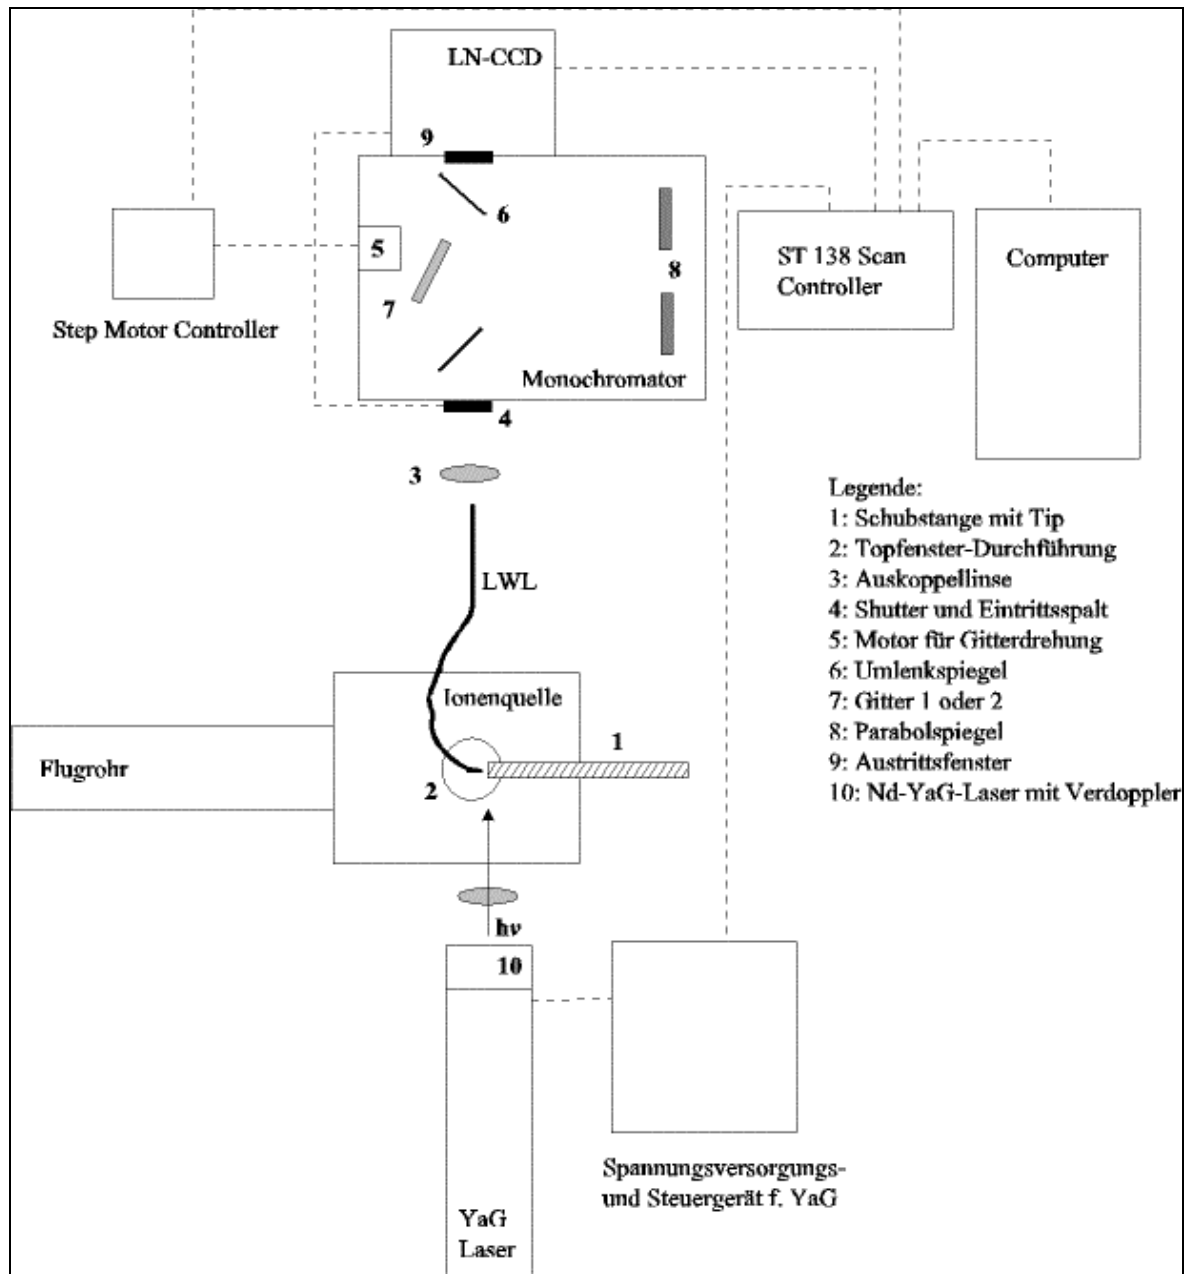 LN-CCD
9
6
5
8
7
ST 138 Scan
Controller
Computer
Step Motor Controller
Monochromator
4
3
LWL
Legende:
1: Schubstange mit Tip
2: Topfenster-Durchführung
3: Auskoppellinse
4: Shutter und Eintrittsspalt
5: Motor für Gitterdrehung
6: Umlenkspiegel
7: Gitter 1 oder 2
8: Parabolspiegel
9: Austrittsfenster
10: Nd-YaG-Laser mit Verdoppler
Ionenquelle
1
Flugrohr
2
hν
10
Spannungsversorgungs-
und Steuergerät f. YaG
YaG
Laser